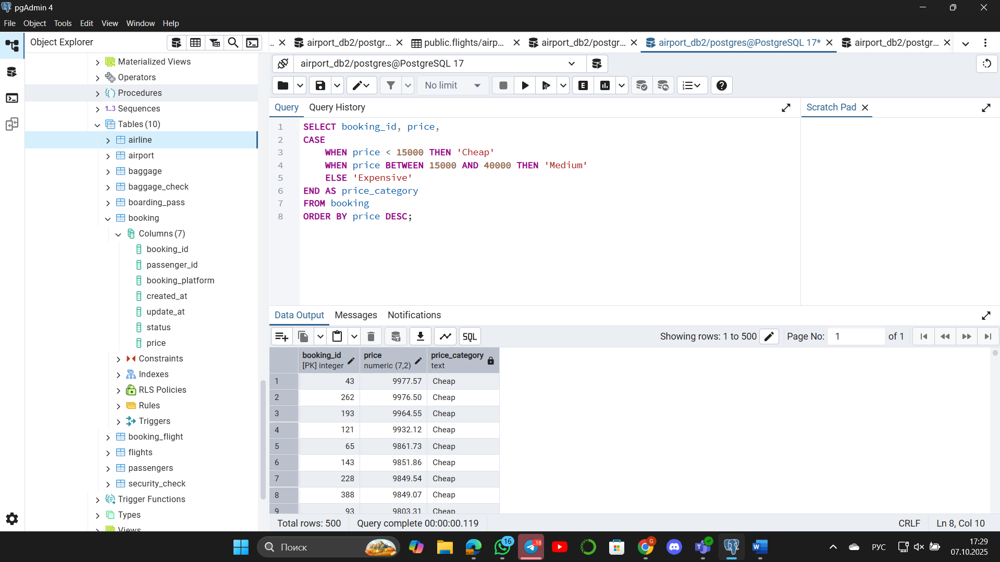 pgAdmin 4
File Object Tools Edit View Window Help
Object Explorer
... airport_db2/postgr... public.flights/airp... airport_db2/postgr... airport_db2/postgres@PostgreSQL 17* airport_db2/postgr...
airport_db2/postgres@PostgreSQL 17
No limit
E
Query Query History
Scratch Pad
Materialized Views
Operators
Procedures
1..3 Sequences
Tables (10)
airline
airport
baggage
baggage_check
boarding_pass
booking
Columns (7)
booking_id
passenger_id
booking_platform
created_at
update_at
status
price
Constraints
Indexes
RLS Policies
Rules
Triggers
booking_flight
flights
passengers
security_check
Trigger Functions
Types
Views
1 SELECT booking_id, price,
2 CASE
3 WHEN price < 15000 THEN 'Cheap'
4 WHEN price BETWEEN 15000 AND 40000 THEN 'Medium'
5 ELSE 'Expensive'
6 END AS price_category
7 FROM booking
8 ORDER BY price DESC;
Data Output Messages Notifications
SQL
Showing rows: 1 to 500 Page No: 1 of 1
booking_id price price_category
[PK] integer numeric (7,2) text
1 43 9977.57 Cheap
2 262 9976.50 Cheap
3 193 9964.55 Cheap
4 121 9932.12 Cheap
5 65 9861.73 Cheap
6 143 9851.86 Cheap
7 228 9849.54 Cheap
8 388 9849.07 Cheap
9 93 9803.31 Cheap
Total rows: 500 Query complete 00:00:00.119 CRLF Ln 8, Col 10
Поиск
16
.18
G
T
W
РУС
17:29
07.10.2025